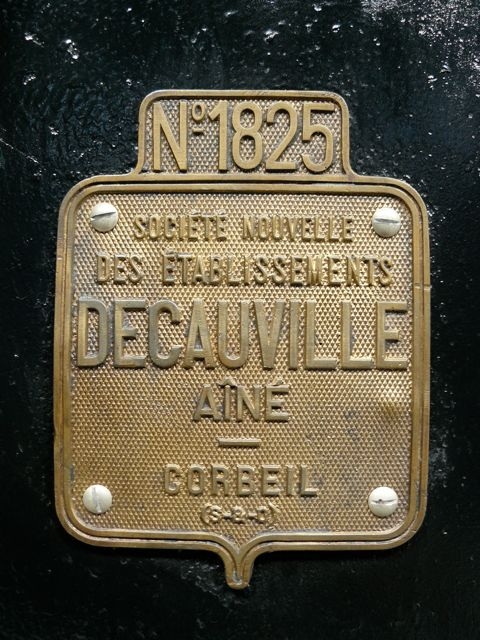 Nº1825
SOCIÉTÉ NOUVELLE
DES ÉTABLISSEMENTS
DECAUVILLE
AÎNÉ
—
CORBEIL
(S-&-O)